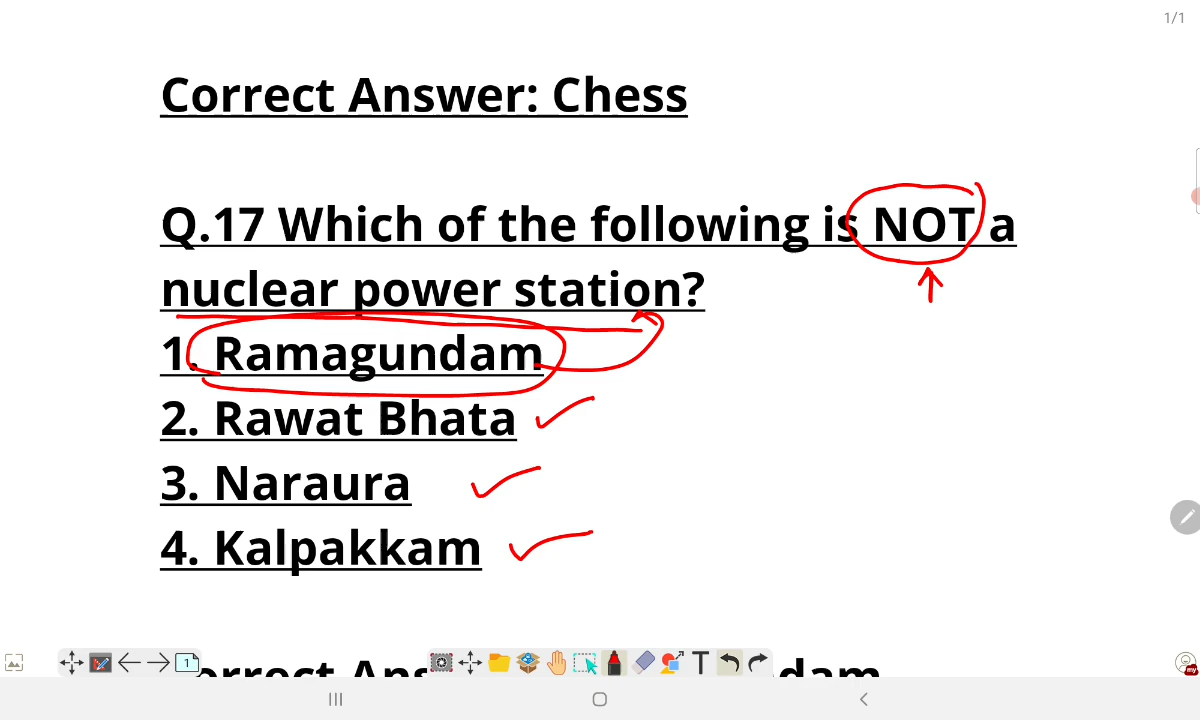 1/1
Correct Answer: Chess
Q.17 Which of the following is NOT a
nuclear power station?
1. Ramagundam
2. Rawat Bhata
3. Naraura
4. Kalpakkam
1